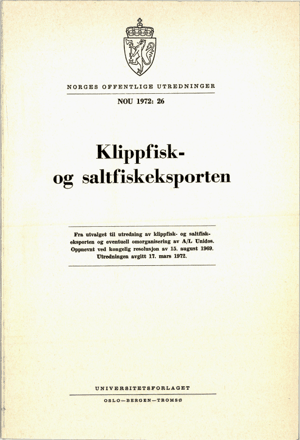 NORGES OFFENTLIGE UTREDNINGER
NOU 1972: 26
Klippfisk-
og saltfiskeksporten
Fra utvalget til utredning av klippfisk- og saltfisk-
eksporten og eventuell omorganisering av A/L Unidos.
Oppnevnt ved kongelig resolusjon av 15. august 1969.
Utredningen avgitt 17. mars 1972.
UNIVERSITETSFORLAGET
OSLO—BERGEN—TROMSØ